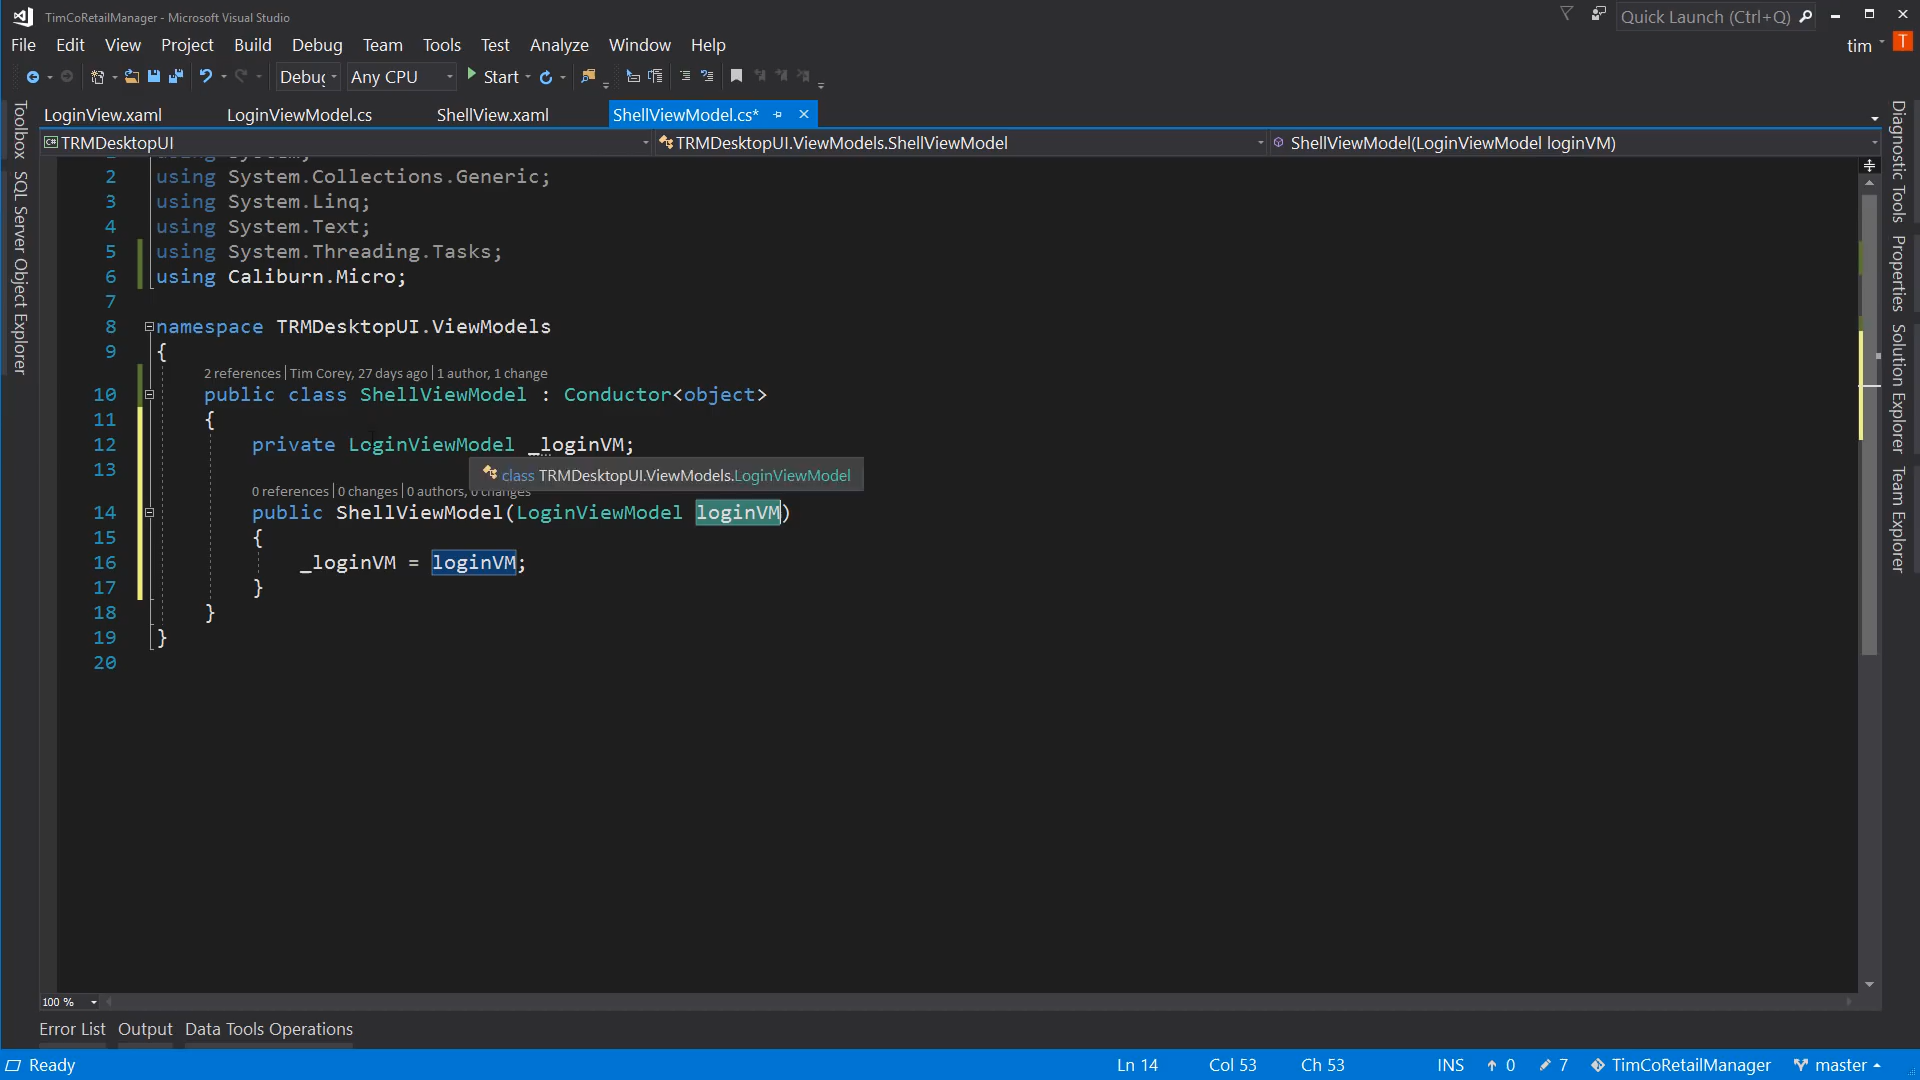 TimCoRetailManager - Microsoft Visual Studio
Quick Launch (Ctrl+Q)
File Edit View Project Build Debug Team Tools Test Analyze Window Help
tim T
Debug Any CPU Start
LoginView.xaml LoginViewModel.cs ShellView.xaml ShellViewModel.cs*
C# TRMDesktopUI TRMDesktopUI.ViewModels.ShellViewModel ShellViewModel(LoginViewModel loginVM)
Toolbox
SQL Server Object Explorer
Diagnostic Tools
Properties
Solution Explorer
Team Explorer
1 using System;
2 using System.Collections.Generic;
3 using System.Linq;
4 using System.Text;
5 using System.Threading.Tasks;
6 using Caliburn.Micro;
7
8 namespace TRMDesktopUI.ViewModels
9 {
2 references | Tim Corey, 27 days ago | 1 author, 1 change
10 public class ShellViewModel : Conductor<object>
11 {
12 private LoginViewModel _loginVM;
13
class TRMDesktopUI.ViewModels.LoginViewModel
0 references | 0 changes | 0 authors, 0 changes
14 public ShellViewModel(LoginViewModel loginVM)
15 {
16 _loginVM = loginVM;
17 }
18 }
19 }
20
100 %
Error List Output Data Tools Operations
Ready Ln 14 Col 53 Ch 53 INS 0 7 TimCoRetailManager master